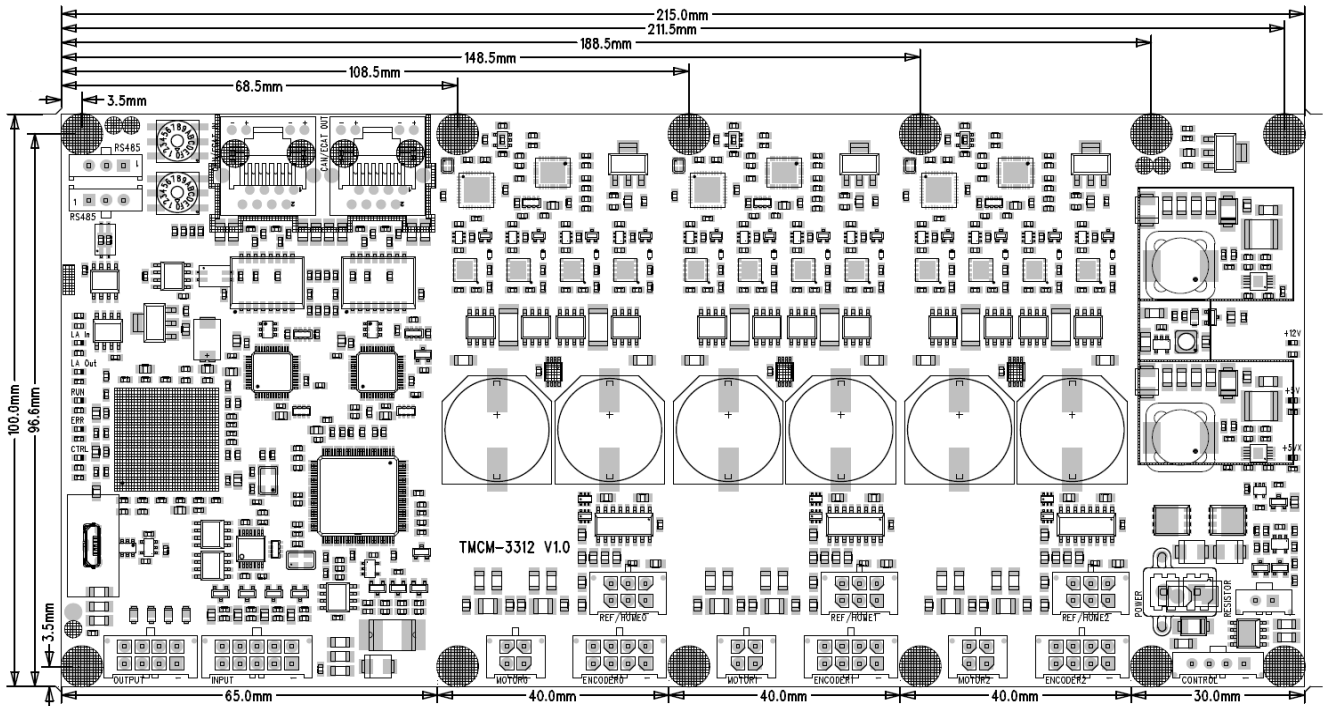 215.0mm
211.5mm
188.5mm
148.5mm
108.5mm
68.5mm
3.5mm
100.0mm
96.6mm
3.5mm
RS485
1
CAN/ECAT OUT
1
RS485
LA In
LA Out
RUN
ERR
CTRL
+12V
+5V
+5VX
TMCM-3312 V1.0
REF/HOME0
REF/HOME1
REF/HOME2
POWER
RESISTOR
OUTPUT
INPUT
MOTOR0
ENCODER0
MOTOR1
ENCODER1
MOTOR2
ENCODER2
CONTROL
65.0mm
40.0mm
40.0mm
40.0mm
30.0mm